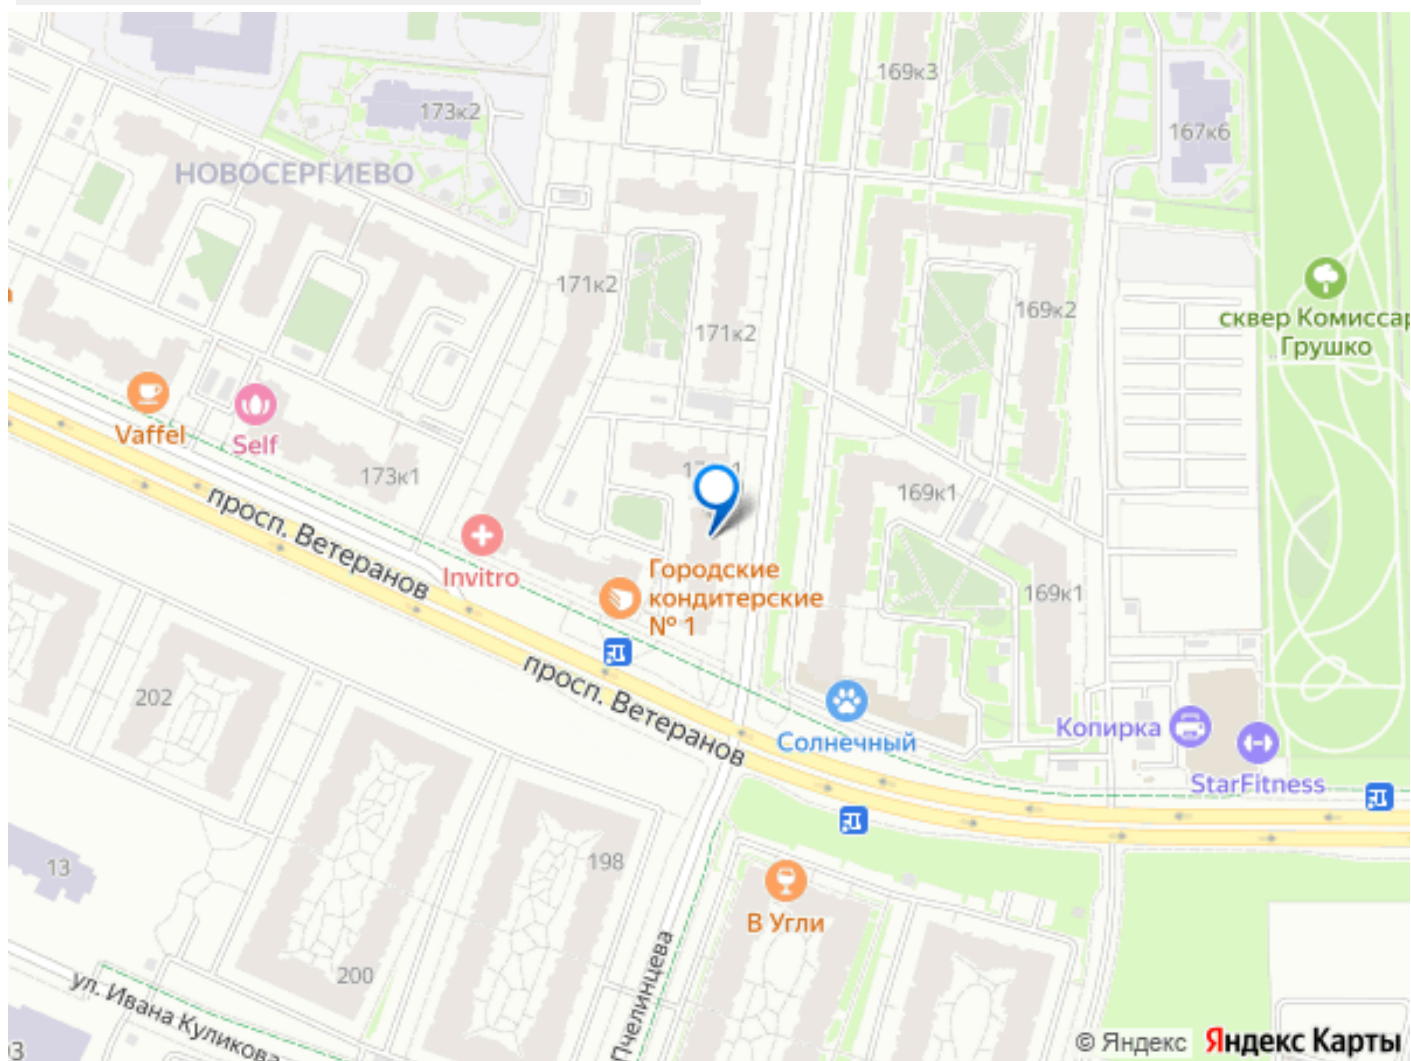 169к3
173к2
167к6
НОВОСЕРГИЕВО
171к2
169к2
171к2
сквер Комиссар
Грушко
Vaffel
Self
173к1
169к1
просп. Ветеранов
Invitro
Городские
кондитерские
№ 1
169к1
просп. Ветеранов
202
Солнечный
Копирка
StarFitness
13
198
В Угли
200
Пчелинцева
ул. Ивана Куликова
© Яндекс Яндекс Карты